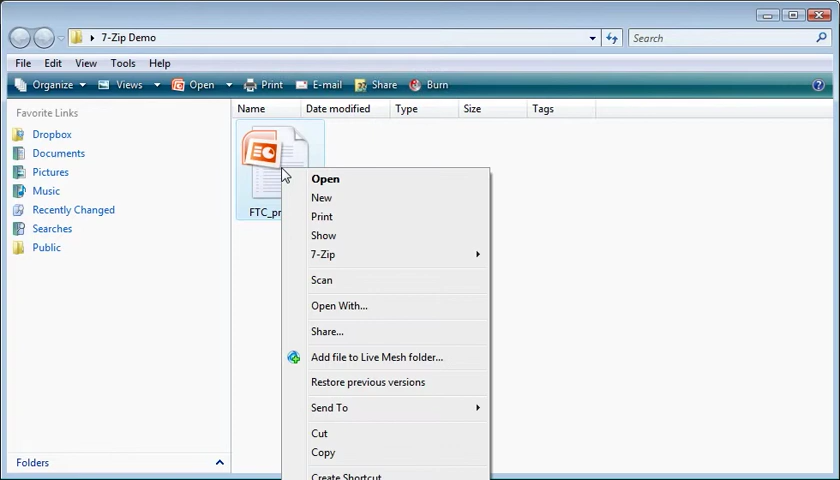 7-Zip Demo
Search
File Edit View Tools Help
Organize Views Open Print E-mail Share Burn
Favorite Links
Dropbox
Documents
Pictures
Music
Recently Changed
Searches
Public
Folders
Name Date modified Type Size Tags
Open
New
Print
Show
7-Zip
Scan
Open With...
Share...
Add file to Live Mesh folder...
Restore previous versions
Send To
Cut
Copy
Create Shortcut